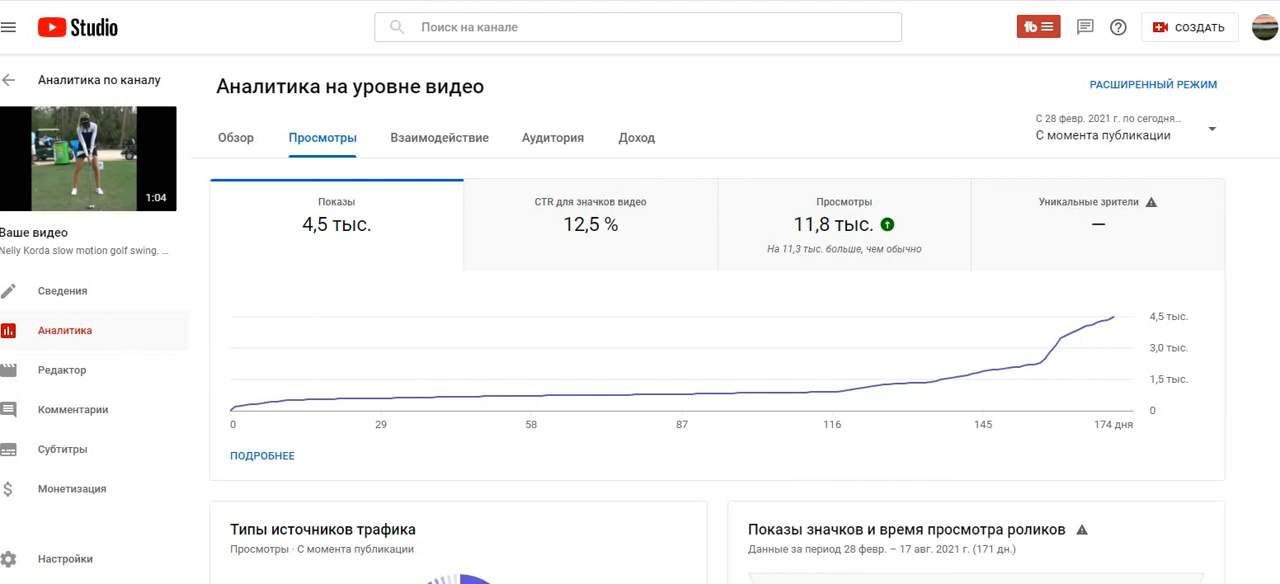 Studio
Поиск на канале
СОЗДАТЬ
Аналитика по каналу
1:04
Ваше видео
Nelly Korda slow motion golf swing. ...
Сведения
Аналитика
Редактор
Комментарии
Субтитры
Монетизация
Настройки
Аналитика на уровне видео
РАСШИРЕННЫЙ РЕЖИМ
Обзор
Просмотры
Взаимодействие
Аудитория
Доход
С 28 февр. 2021 г. по сегодня...
С момента публикации
Показы
4,5 тыс.
CTR для значков видео
12,5 %
Просмотры
11,8 тыс.
На 11,3 тыс. больше, чем обычно
Уникальные зрители
—
4,5 тыс.
3,0 тыс.
1,5 тыс.
0
0 29 58 87 116 145 174 дня
ПОДРОБНЕЕ
Типы источников трафика
Просмотры · С момента публикации
Показы значков и время просмотра роликов
Данные за период 28 февр. – 17 авг. 2021 г. (171 дн.)